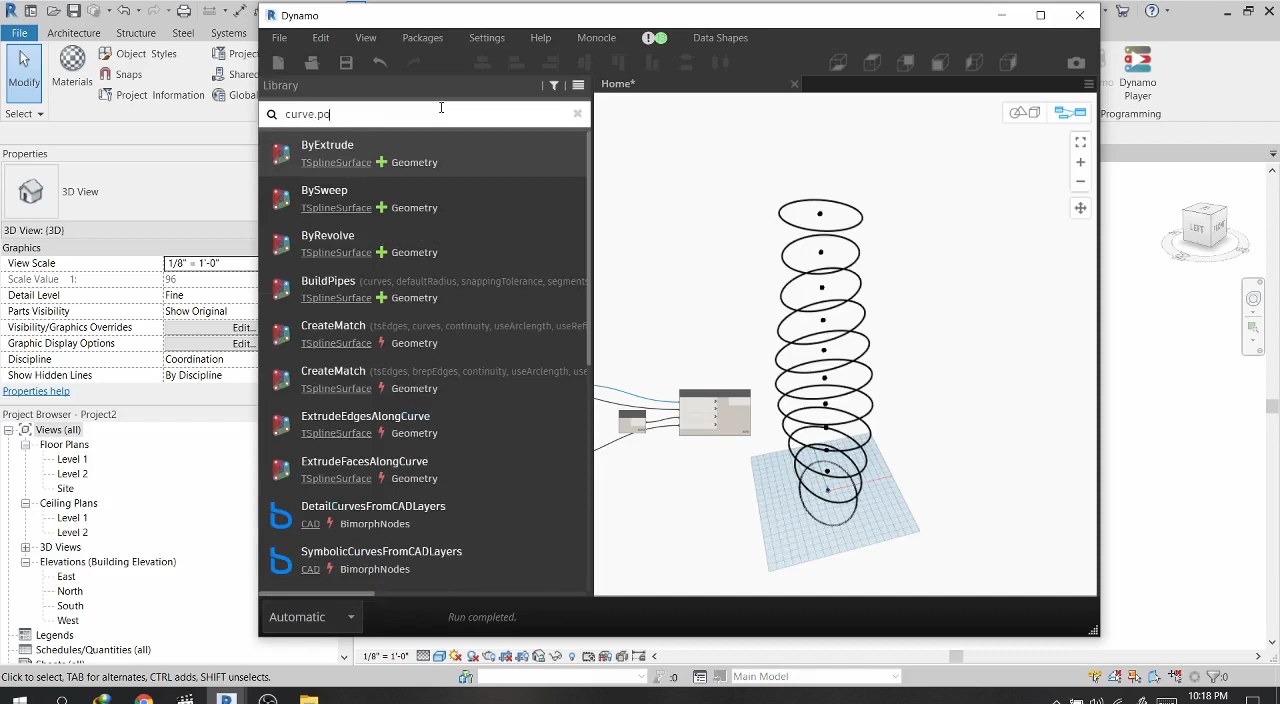 Dynamo
File
Architecture
Structure
Steel
Systems
File Edit View Packages Settings Help Monocle Data Shapes
Modify
Materials
Object Styles
Snaps
Project Information
Projec
Share
Globa
Select
Dynamo
Player
Programming
Library
Home*
curve.po
ByExtrude
TSplineSurface Geometry
BySweep
TSplineSurface Geometry
ByRevolve
TSplineSurface Geometry
BuildPipes (curves, defaultRadius, snappingTolerance, segments
TSplineSurface Geometry
CreateMatch (tsEdges, curves, continuity, useArclength, useRef
TSplineSurface Geometry
CreateMatch (tsEdges, brepEdges, continuity, useArclength, use
TSplineSurface Geometry
ExtrudeEdgesAlongCurve
TSplineSurface Geometry
ExtrudeFacesAlongCurve
TSplineSurface Geometry
DetailCurvesFromCADLayers
CAD BimorphNodes
SymbolicCurvesFromCADLayers
CAD BimorphNodes
Automatic
Run completed.
Properties
3D View
3D View: {3D}
Graphics
View Scale 1/8" = 1'-0"
Scale Value 1: 96
Detail Level Fine
Parts Visibility Show Original
Visibility/Graphics Overrides Edit...
Graphic Display Options Edit...
Discipline Coordination
Show Hidden Lines By Discipline
Properties help
Project Browser - Project2
Views (all)
Floor Plans
Level 1
Level 2
Site
Ceiling Plans
Level 1
Level 2
3D Views
Elevations (Building Elevation)
East
North
South
West
Legends
Schedules/Quantities (all)
LEFT
1/8" = 1'-0"
Click to select, TAB for alternates, CTRL adds, SHIFT unselects.
:0
Main Model
:0
10:18 PM